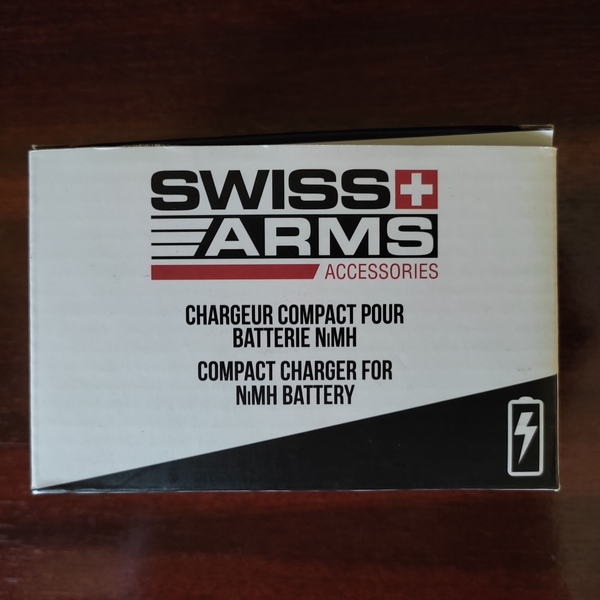 SWISS
ARMS
ACCESSORIES
CHARGEUR COMPACT POUR
BATTERIE NiMH
COMPACT CHARGER FOR
NiMH BATTERY